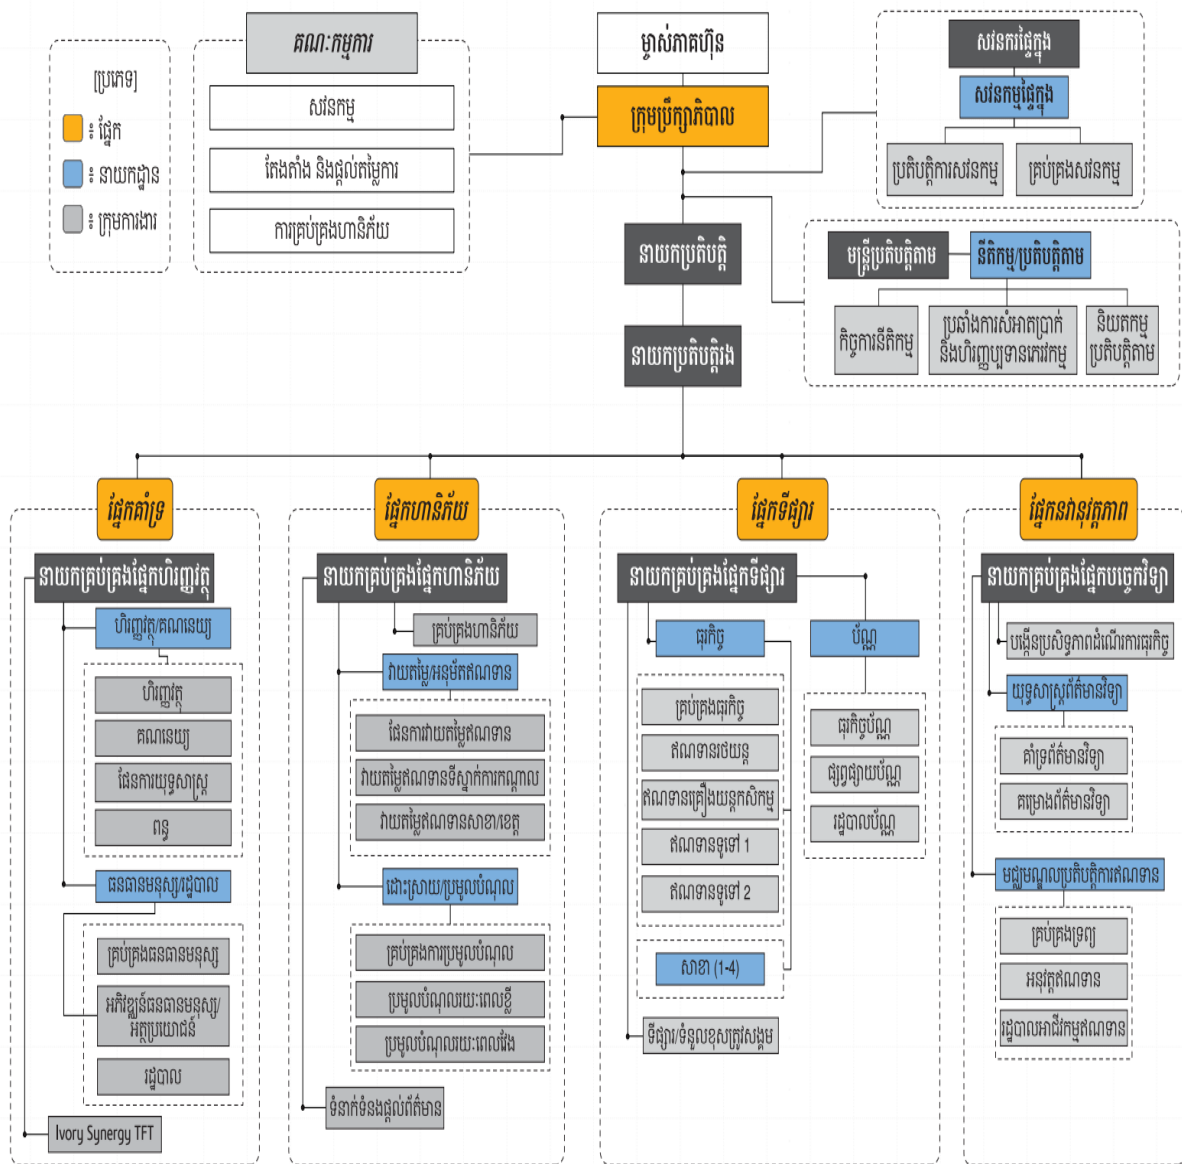 [ប្រភេទ]
៖ ផ្នែក
៖ នាយកដ្ឋាន
៖ ក្រុមការងារ
គណៈកម្មការ
សវនកម្ម
តែងតាំង និងផ្តល់តម្លៃការ
ការគ្រប់គ្រងហានិភ័យ
ម្ចាស់ភាគហ៊ុន
ក្រុមប្រឹក្សាភិបាល
នាយកប្រតិបត្តិ
នាយកប្រតិបត្តិរង
សវនករផ្ទៃក្នុង
សវនកម្មផ្ទៃក្នុង
ប្រតិបត្តិការសវនកម្ម
គ្រប់គ្រងសវនកម្ម
មន្ត្រីប្រតិបត្តិតាម
នីតិកម្ម/ប្រតិបត្តិតាម
កិច្ចការនីតិកម្ម
ប្រឆាំងការសំអាតប្រាក់
និងហិរញ្ញប្បទានភេរវកម្ម
និយតកម្ម
ប្រតិបត្តិតាម
ផ្នែកគាំទ្រ
នាយកគ្រប់គ្រងផ្នែកហិរញ្ញវត្ថុ
ហិរញ្ញវត្ថុ/គណនេយ្យ
ហិរញ្ញវត្ថុ
គណនេយ្យ
ផែនការយុទ្ធសាស្ត្រ
ពន្ធ
ធនធានមនុស្ស/រដ្ឋបាល
គ្រប់គ្រងធនធានមនុស្ស
អភិវឌ្ឍន៍ធនធានមនុស្ស/
អត្ថប្រយោជន៍
រដ្ឋបាល
Ivory Synergy TFT
ផ្នែកហានិភ័យ
នាយកគ្រប់គ្រងផ្នែកហានិភ័យ
គ្រប់គ្រងហានិភ័យ
វាយតម្លៃ/អនុម័តឥណទាន
ផែនការវាយតម្លៃឥណទាន
វាយតម្លៃឥណទានទីស្នាក់ការកណ្តាល
វាយតម្លៃឥណទានសាខា/ខេត្ត
ដោះស្រាយ/ប្រមូលបំណុល
គ្រប់គ្រងការប្រមូលបំណុល
ប្រមូលបំណុលរយៈពេលខ្លី
ប្រមូលបំណុលរយៈពេលវែង
ទំនាក់ទំនងផ្តល់ព័ត៌មាន
ផ្នែកទីផ្សារ
នាយកគ្រប់គ្រងផ្នែកទីផ្សារ
ធុរកិច្ច
គ្រប់គ្រងធុរកិច្ច
ឥណទានរថយន្ត
ឥណទានគ្រឿងយន្តកសិកម្ម
ឥណទានទូទៅ 1
ឥណទានទូទៅ 2
សាខា (1-4)
ទីផ្សារ/ទំនួលខុសត្រូវសង្គម
ប័ណ្ណ
ធុរកិច្ចប័ណ្ណ
ផ្សព្វផ្សាយប័ណ្ណ
រដ្ឋបាលប័ណ្ណ
ផ្នែកនវានុវត្តភាព
នាយកគ្រប់គ្រងផ្នែកបច្ចេកវិទ្យា
បង្កើនប្រសិទ្ធភាពដំណើរការធុរកិច្ច
យុទ្ធសាស្ត្រព័ត៌មានវិទ្យា
គាំទ្រព័ត៌មានវិទ្យា
គម្រោងព័ត៌មានវិទ្យា
មជ្ឈមណ្ឌលប្រតិបត្តិការឥណទាន
គ្រប់គ្រងទ្រព្យ
អនុវត្តឥណទាន
រដ្ឋបាលអាជីវកម្មឥណទាន